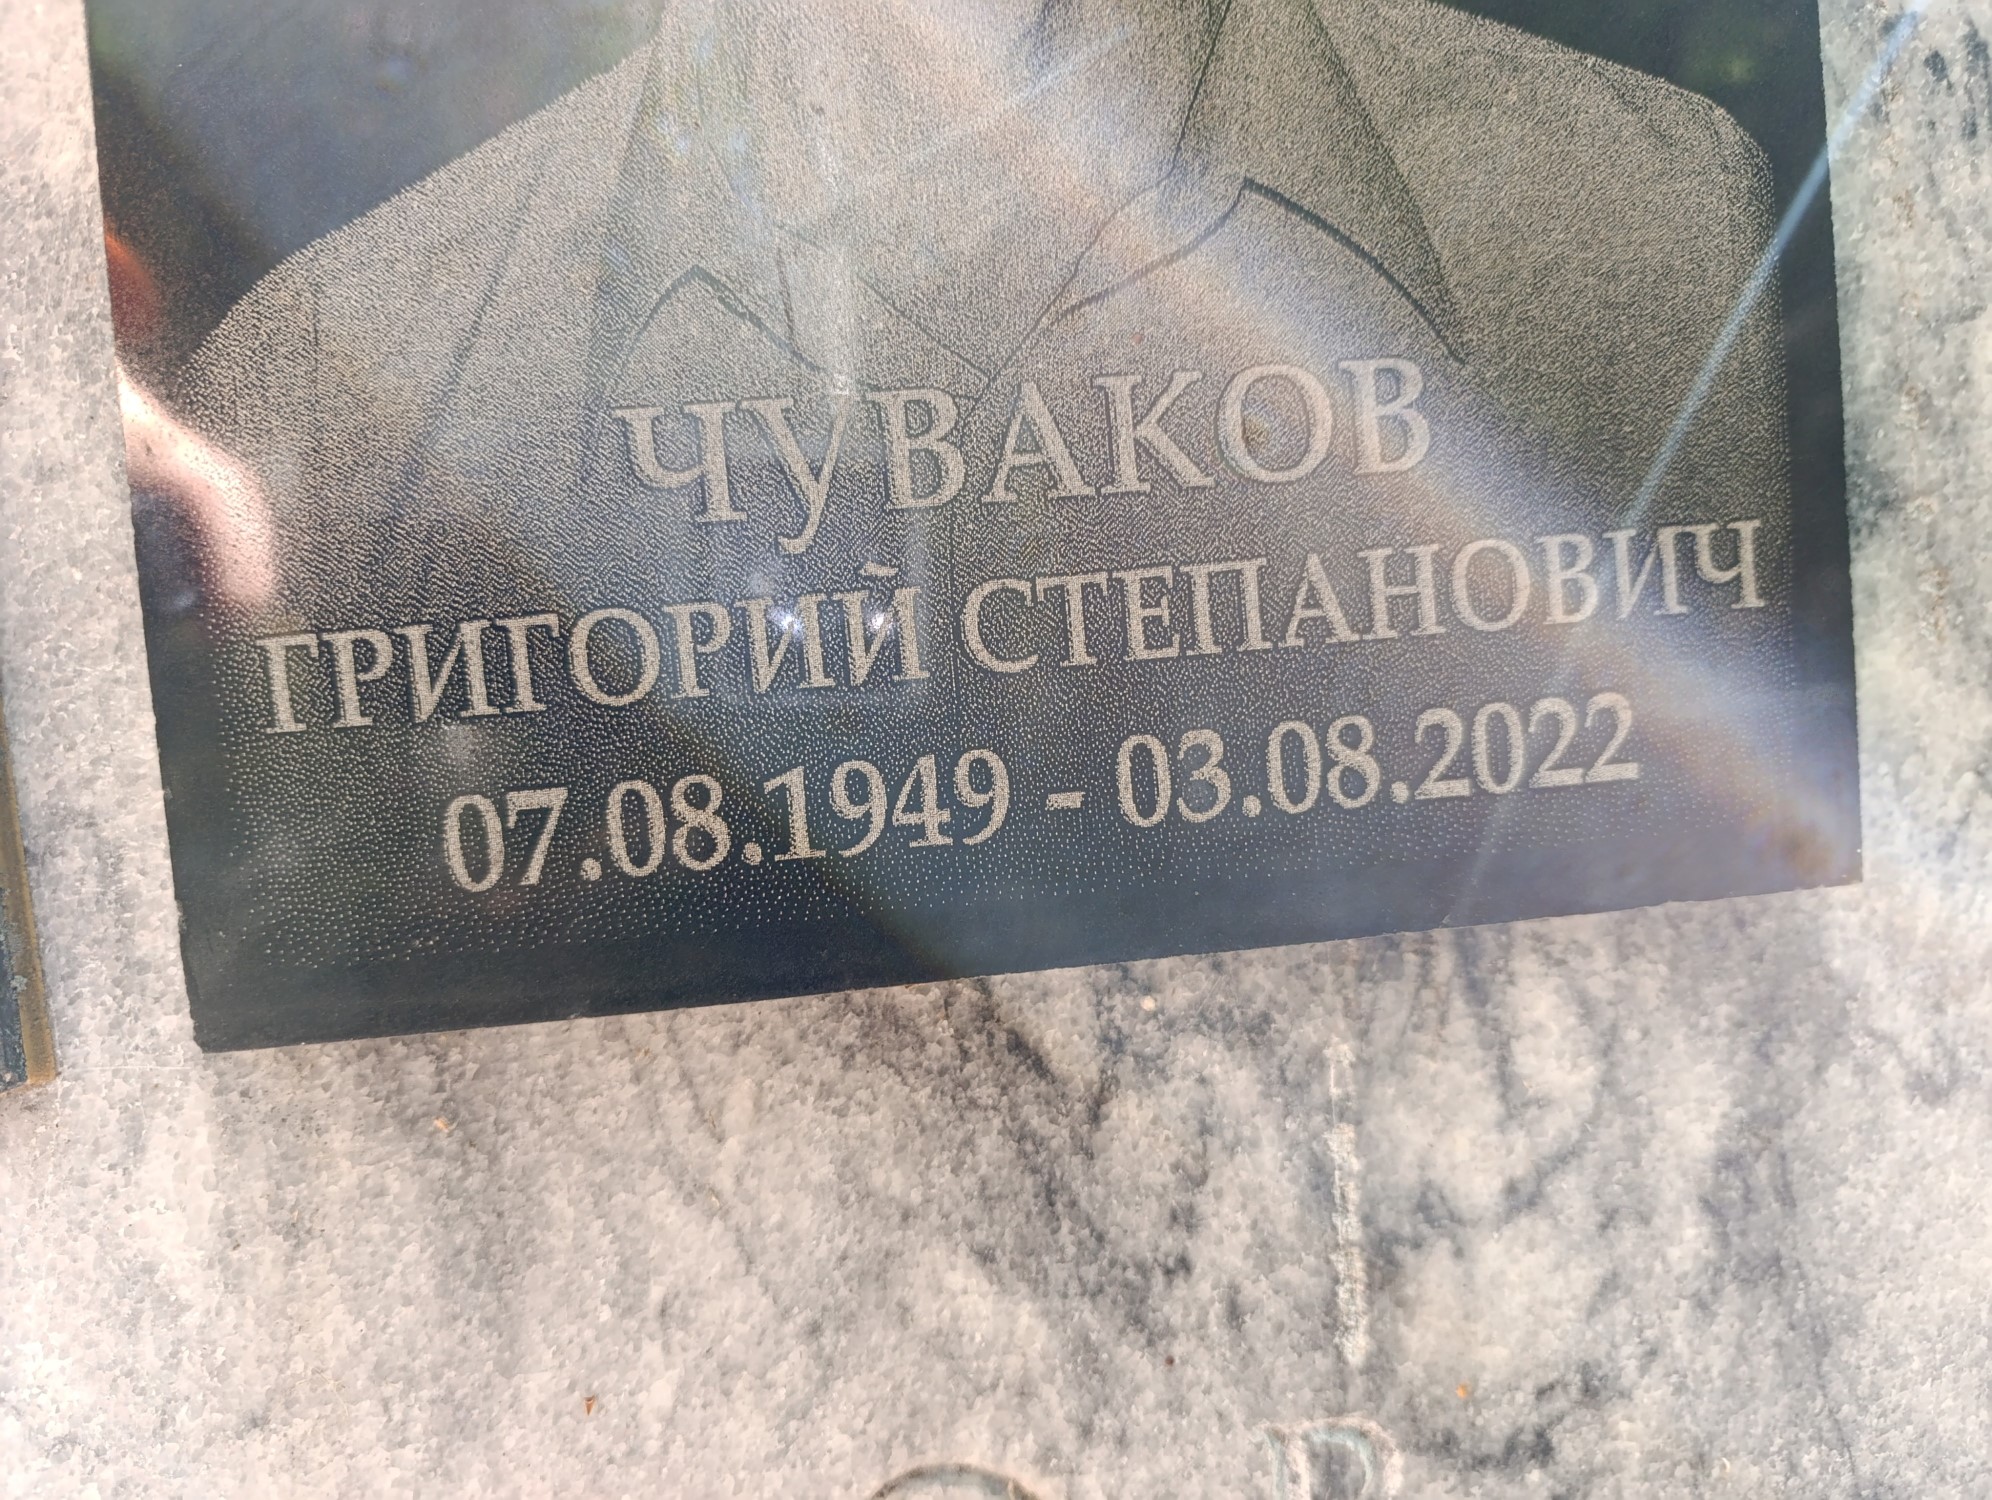 ЧУВАКОВ
ГРИГОРИЙ СТЕПАНОВИЧ
07.08.1949 - 03.08.2022